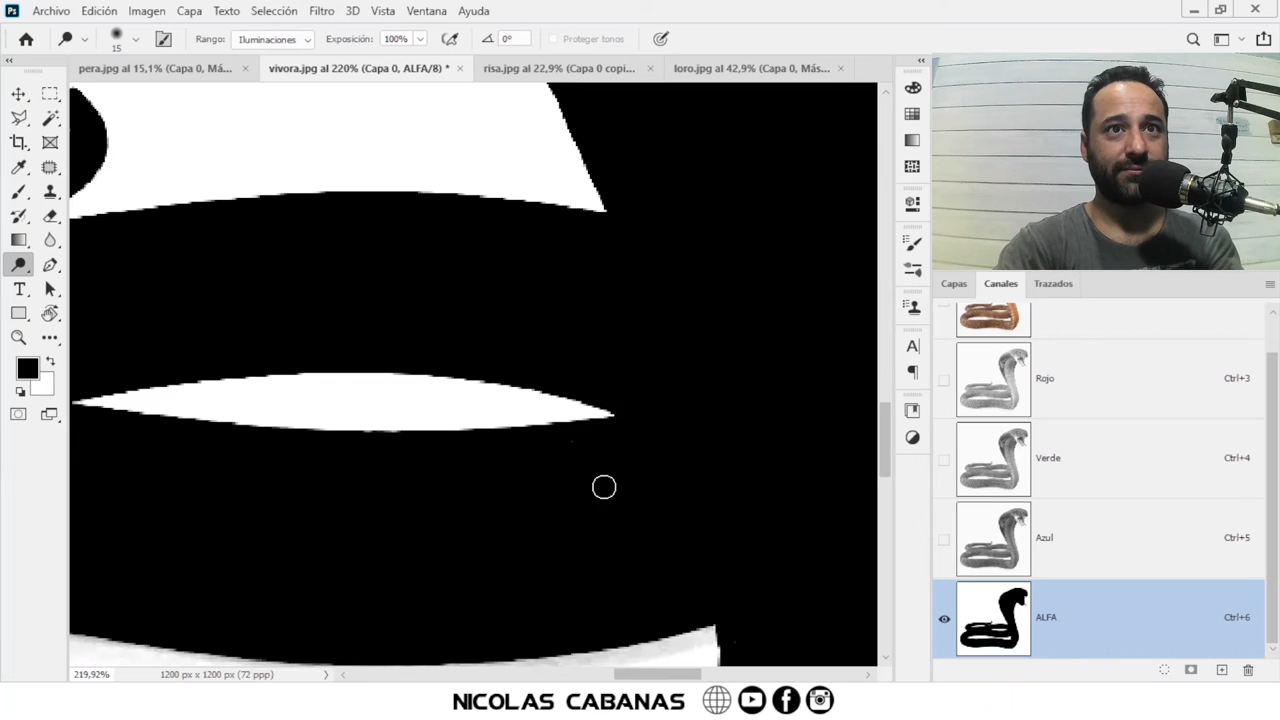 Ps Archivo Edición Imagen Capa Texto Selección Filtro 3D Vista Ventana Ayuda
15 Rango: Iluminaciones Exposición: 100% 0° Proteger tonos
pera.jpg al 15,1% (Capa 0, Más... × vivora.jpg al 220% (Capa 0, ALFA/8) * × risa.jpg al 22,9% (Capa 0 copi... × loro.jpg al 42,9% (Capa 0, Más... ×
Capas Canales Trazados
Rojo Ctrl+3
Verde Ctrl+4
Azul Ctrl+5
ALFA Ctrl+6
219,92% 1200 px x 1200 px (72 ppp)
NICOLAS CABANAS